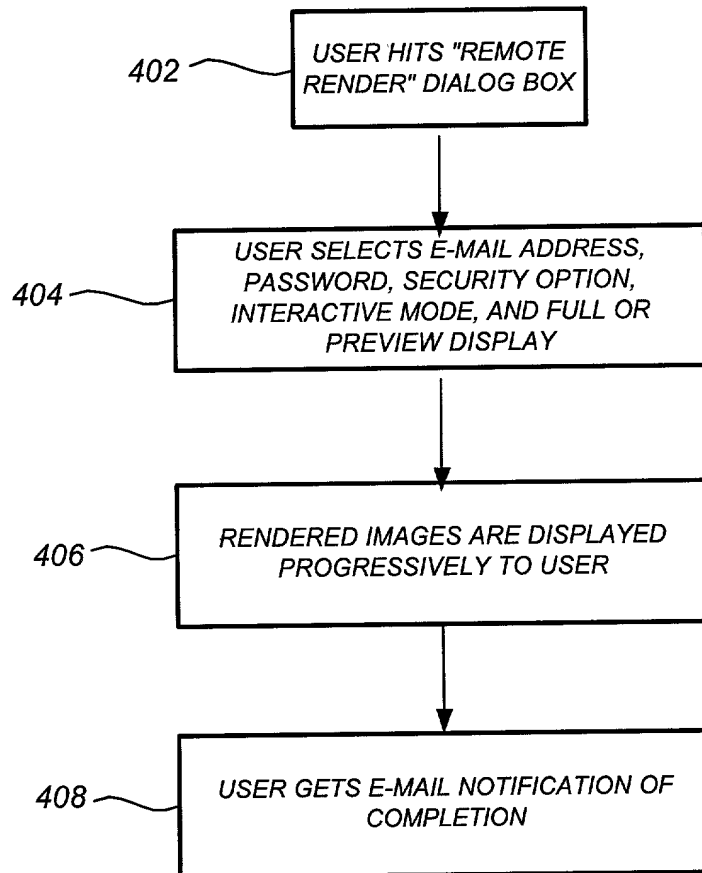 402
USER HITS "REMOTE
RENDER" DIALOG BOX
404
USER SELECTS E-MAIL ADDRESS,
PASSWORD, SECURITY OPTION,
INTERACTIVE MODE, AND FULL OR
PREVIEW DISPLAY
406
RENDERED IMAGES ARE DISPLAYED
PROGRESSIVELY TO USER
408
USER GETS E-MAIL NOTIFICATION OF
COMPLETION